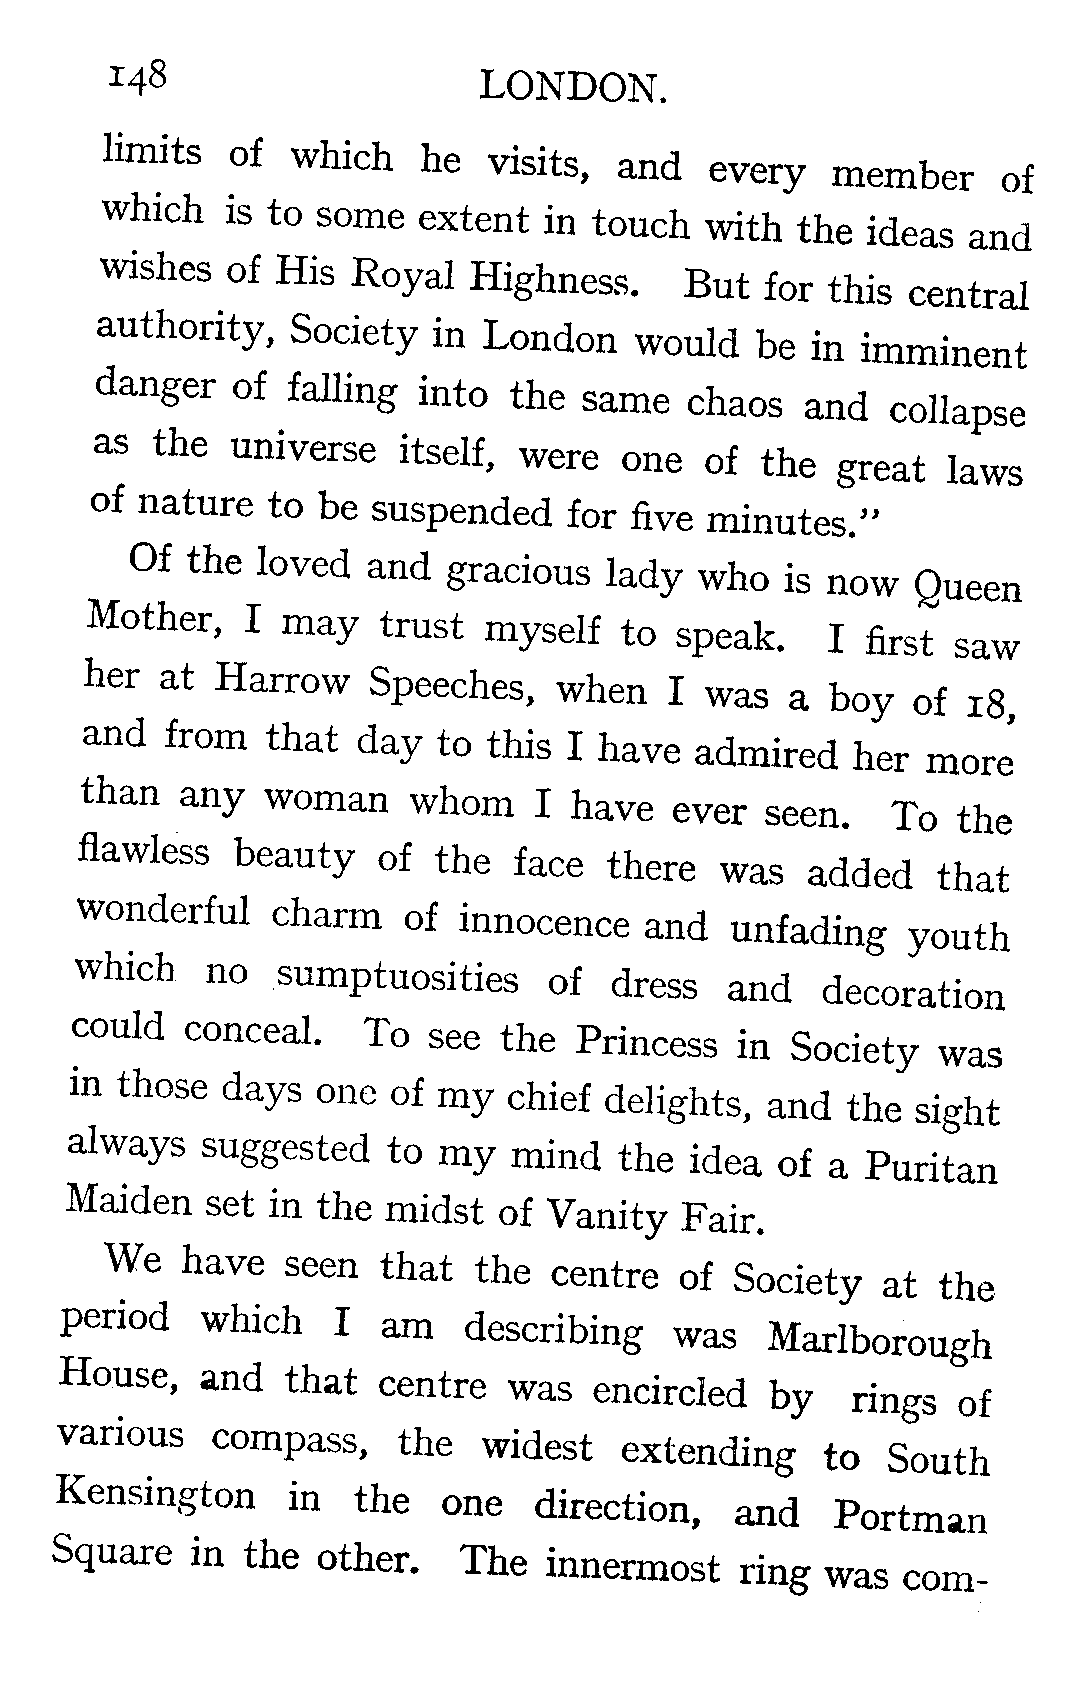 148 LONDON.
limits of which he visits, and every member of
which is to some extent in touch with the ideas and
wishes of His Royal Highness. But for this central
authority, Society in London would be in imminent
danger of falling into the same chaos and collapse
as the universe itself, were one of the great laws
of nature to be suspended for five minutes.”
Of the loved and gracious lady who is now Queen
Mother, I may trust myself to speak. I first saw
her at Harrow Speeches, when I was a boy of 18,
and from that day to this I have admired her more
than any woman whom I have ever seen. To the
flawless beauty of the face there was added that
wonderful charm of innocence and unfading youth
which no sumptuosities of dress and decoration
could conceal. To see the Princess in Society was
in those days one of my chief delights, and the sight
always suggested to my mind the idea of a Puritan
Maiden set in the midst of Vanity Fair.
We have seen that the centre of Society at the
period which I am describing was Marlborough
House, and that centre was encircled by rings of
various compass, the widest extending to South
Kensington in the one direction, and Portman
Square in the other. The innermost ring was com-